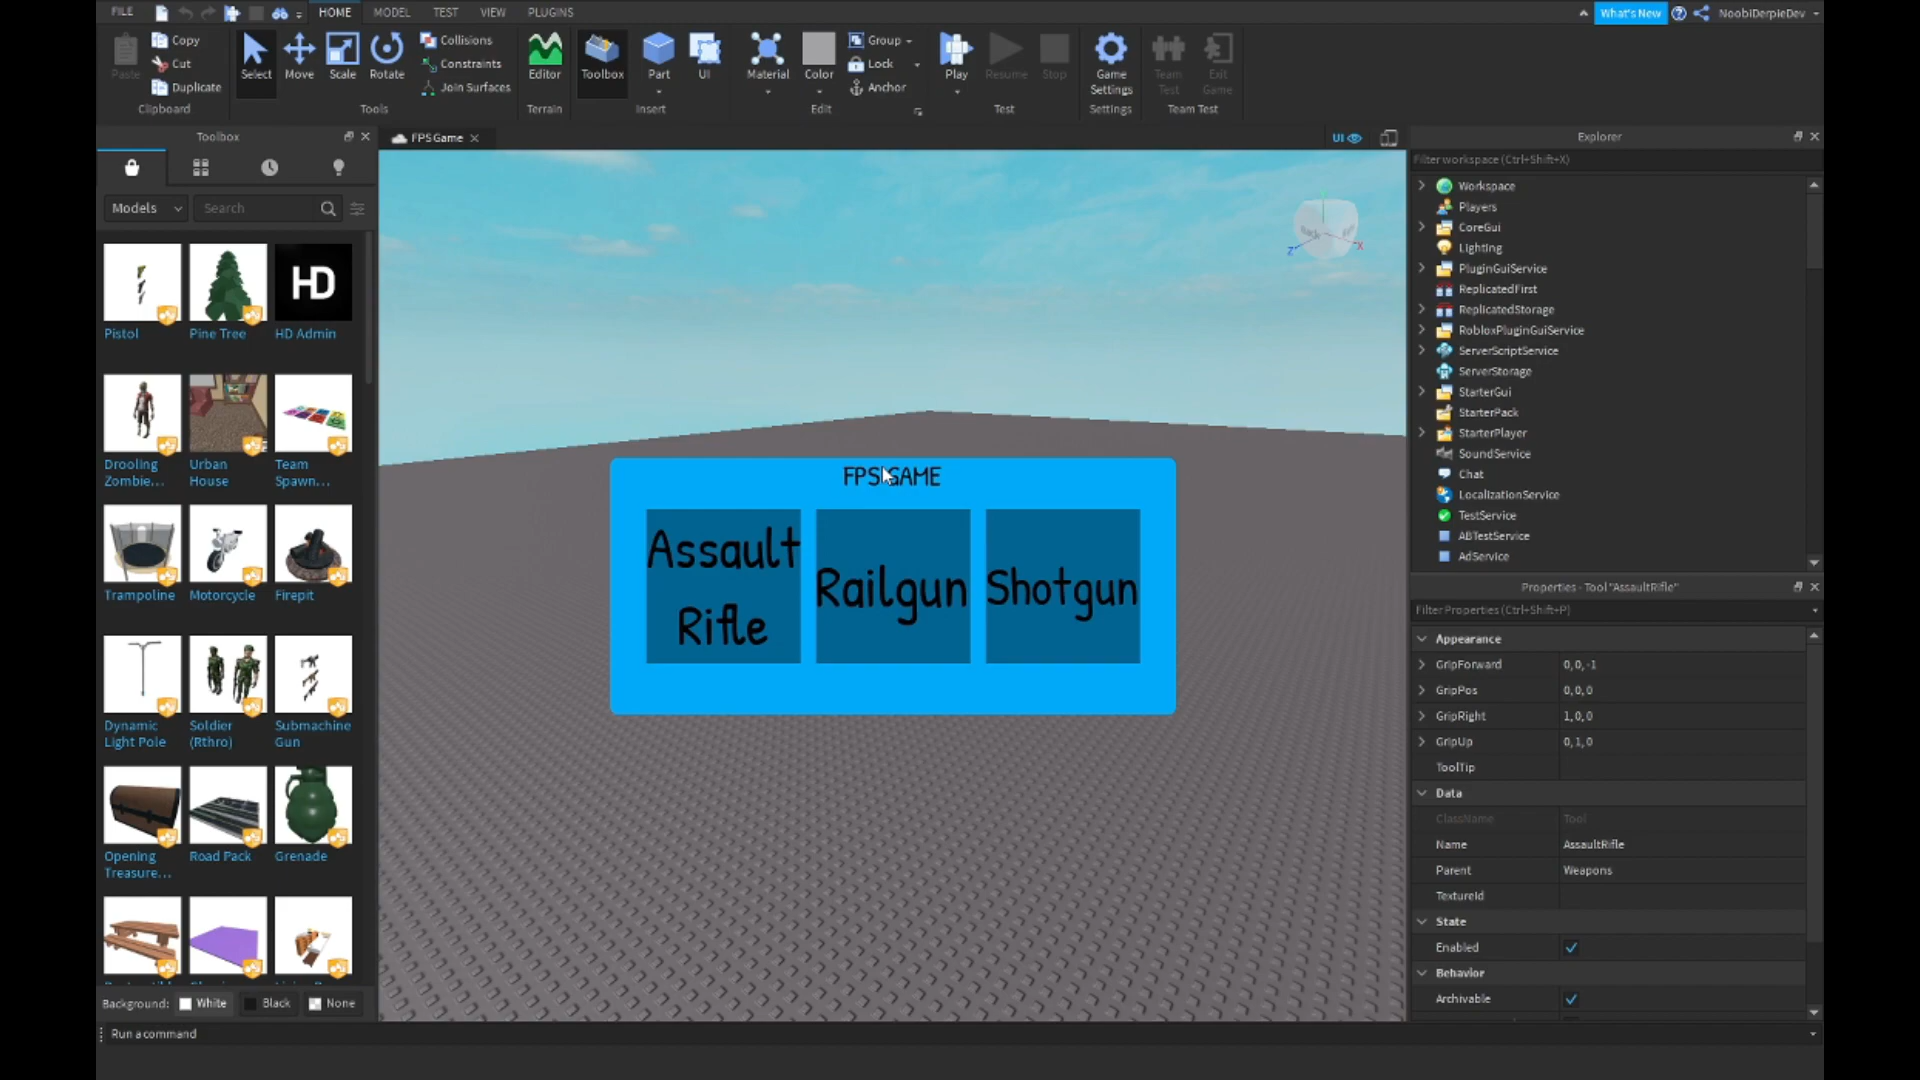 FILE HOME MODEL TEST VIEW PLUGINS What's New NoobiDerpieDev
Paste Copy Cut Duplicate Clipboard
Select Move Scale Rotate Collisions Constraints Join Surfaces Tools
Editor Terrain
Toolbox Part UI Insert
Material Color Group Lock Anchor Edit
Play Resume Stop Test
Game Settings Settings
Team Test Exit Game Team Test
Toolbox
Models Search
Pistol Pine Tree HD Admin
HD
Drooling Zombie... Urban House Team Spawn...
Trampoline Motorcycle Firepit
Dynamic Light Pole Soldier (Rthro) Submachine Gun
Opening Treasure... Road Pack Grenade
Background: White Black None
Run a command
FPS Game UI
Back
Z X
FPS GAME
Assault Rifle
Railgun
Shotgun
Explorer
Filter workspace (Ctrl+Shift+X)
Workspace
Players
CoreGui
Lighting
PluginGuiService
ReplicatedFirst
ReplicatedStorage
RobloxPluginGuiService
ServerScriptService
ServerStorage
StarterGui
StarterPack
StarterPlayer
SoundService
Chat
LocalizationService
TestService
ABTestService
AdService
Properties - Tool "AssaultRifle"
Filter Properties (Ctrl+Shift+P)
Appearance
GripForward 0, 0, -1
GripPos 0, 0, 0
GripRight 1, 0, 0
GripUp 0, 1, 0
ToolTip
Data
ClassName Tool
Name AssaultRifle
Parent Weapons
TextureId
State
Enabled
Behavior
Archivable